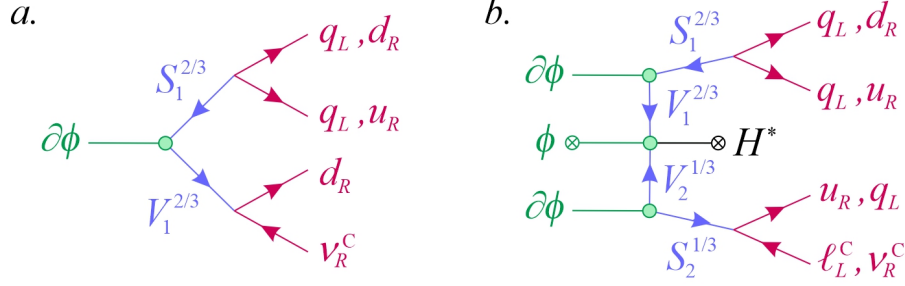 a.
∂ϕ
S_1^{2/3}
V_1^{2/3}
q_L , d_R
q_L , u_R
d_R
ν_R^C
b.
∂ϕ
S_1^{2/3}
q_L , d_R
q_L , u_R
V_1^{2/3}
ϕ
H^*
V_2^{1/3}
∂ϕ
S_2^{1/3}
u_R , q_L
ℓ_L^C , ν_R^C